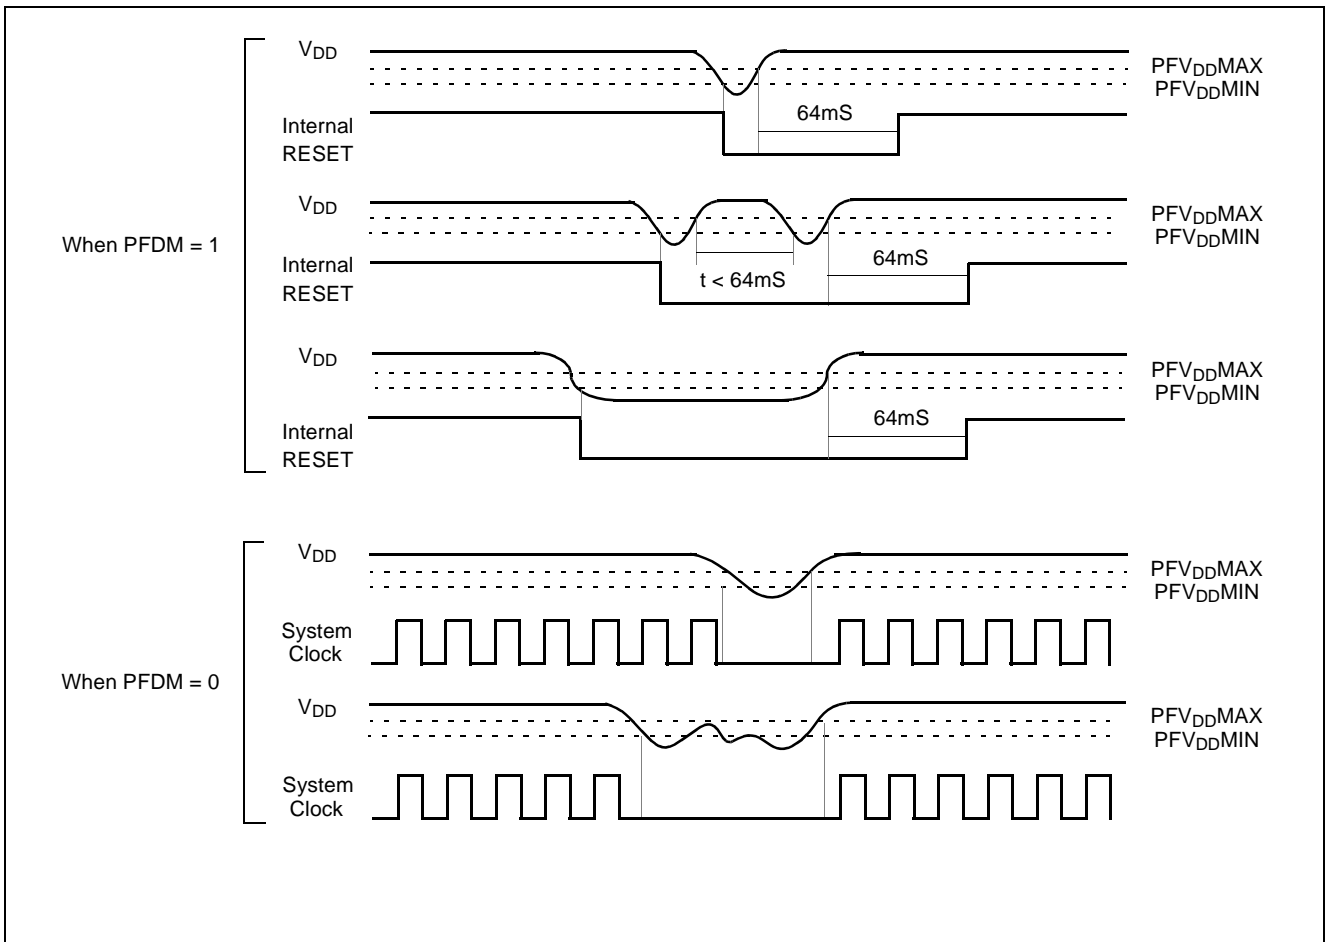 When PFDM = 1
VDD
PFVDDMAX
PFVDDMIN
64mS
Internal
RESET
VDD
PFVDDMAX
PFVDDMIN
64mS
t < 64mS
Internal
RESET
VDD
PFVDDMAX
PFVDDMIN
64mS
Internal
RESET
When PFDM = 0
VDD
PFVDDMAX
PFVDDMIN
System
Clock
VDD
PFVDDMAX
PFVDDMIN
System
Clock